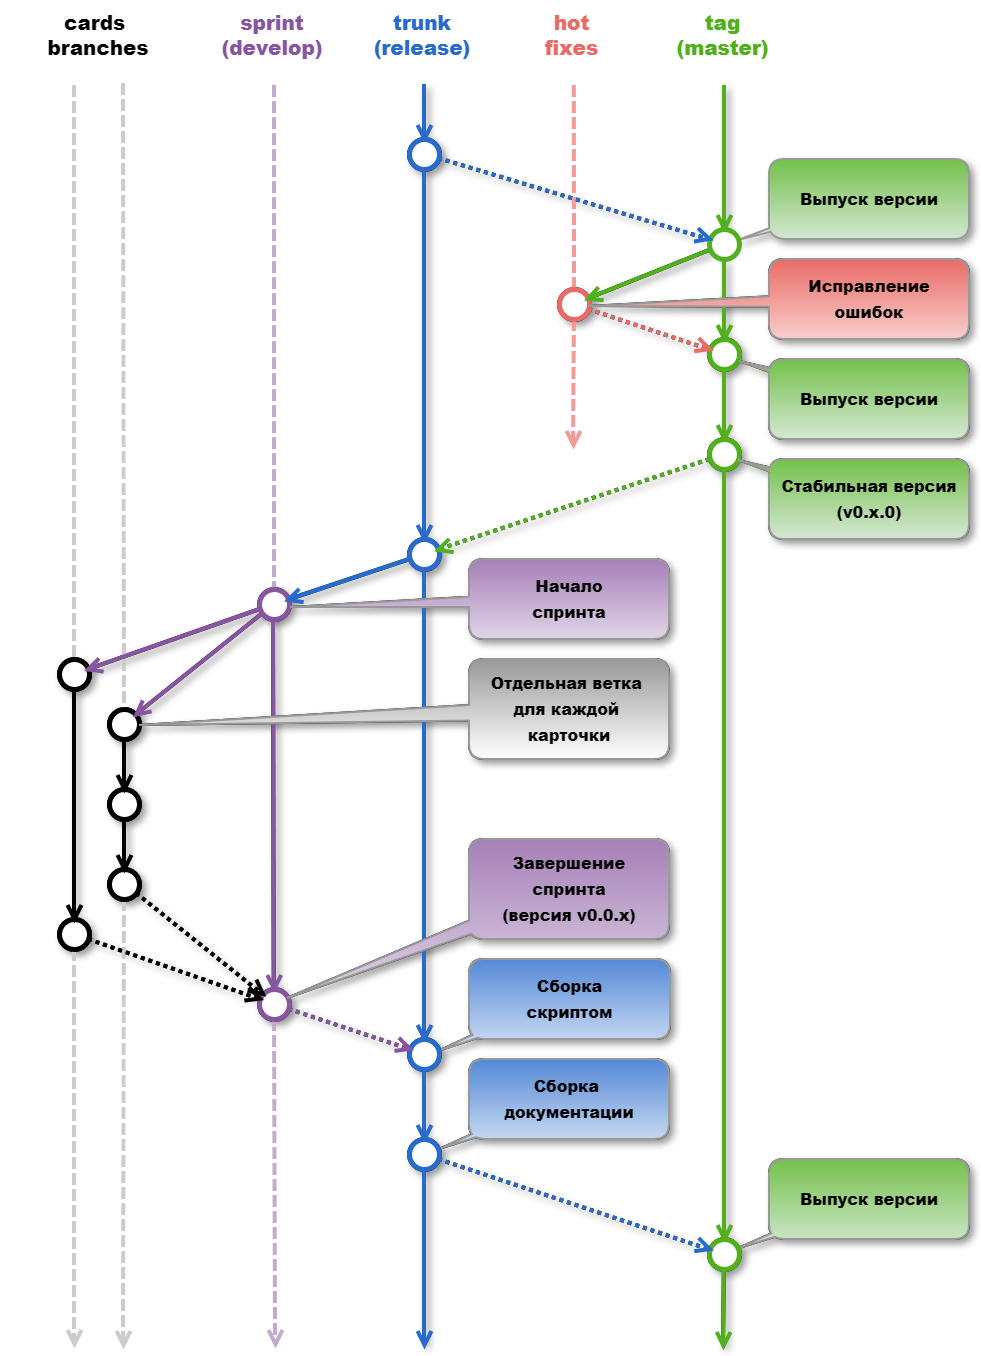 cards
branches
sprint
(develop)
trunk
(release)
hot
fixes
tag
(master)
Выпуск версии
Исправление
ошибок
Выпуск версии
Стабильная версия
(v0.x.0)
Начало
спринта
Отдельная ветка
для каждой
карточки
Завершение
спринта
(версия v0.0.x)
Сборка
скриптом
Сборка
документации
Выпуск версии